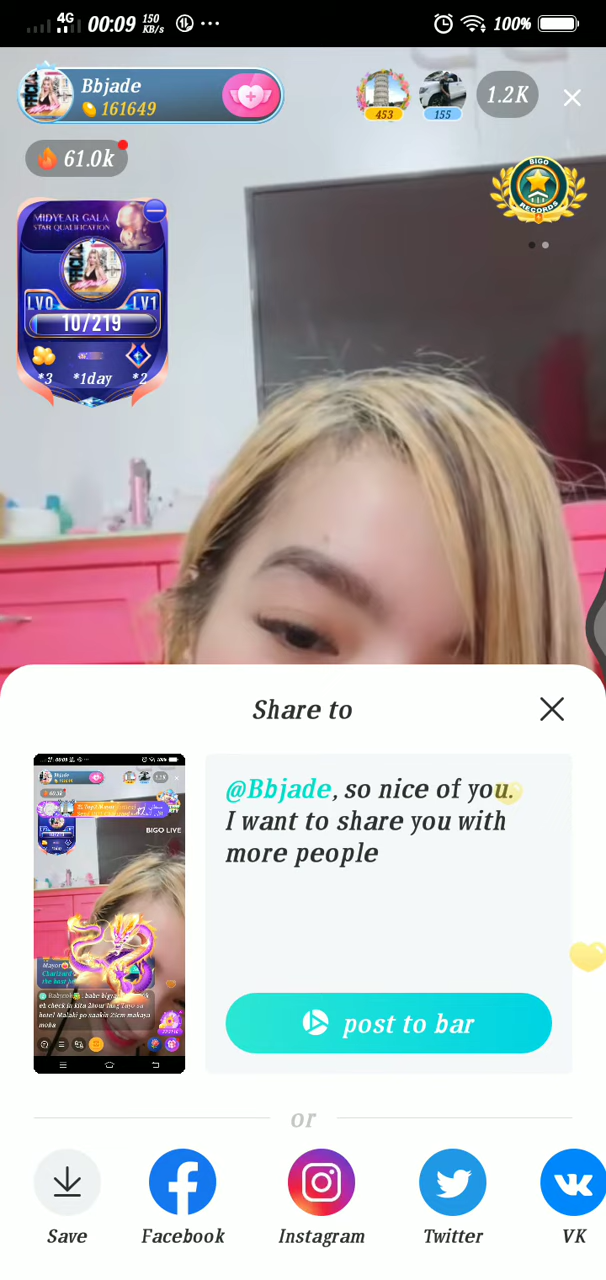 4G 00:09 150 KB/s 100%
Bbjade
161649
453
155
1.2K
61.0k
BIGO
RECORDS
MIDYEAR GALA
STAR QUALIFICATION
LV0 LV1
10/219
*3 *1day *2
Share to
@Bbjade, so nice of you.
I want to share you with
more people
BIGO LIVE
post to bar
or
Save
Facebook
Instagram
Twitter
VK